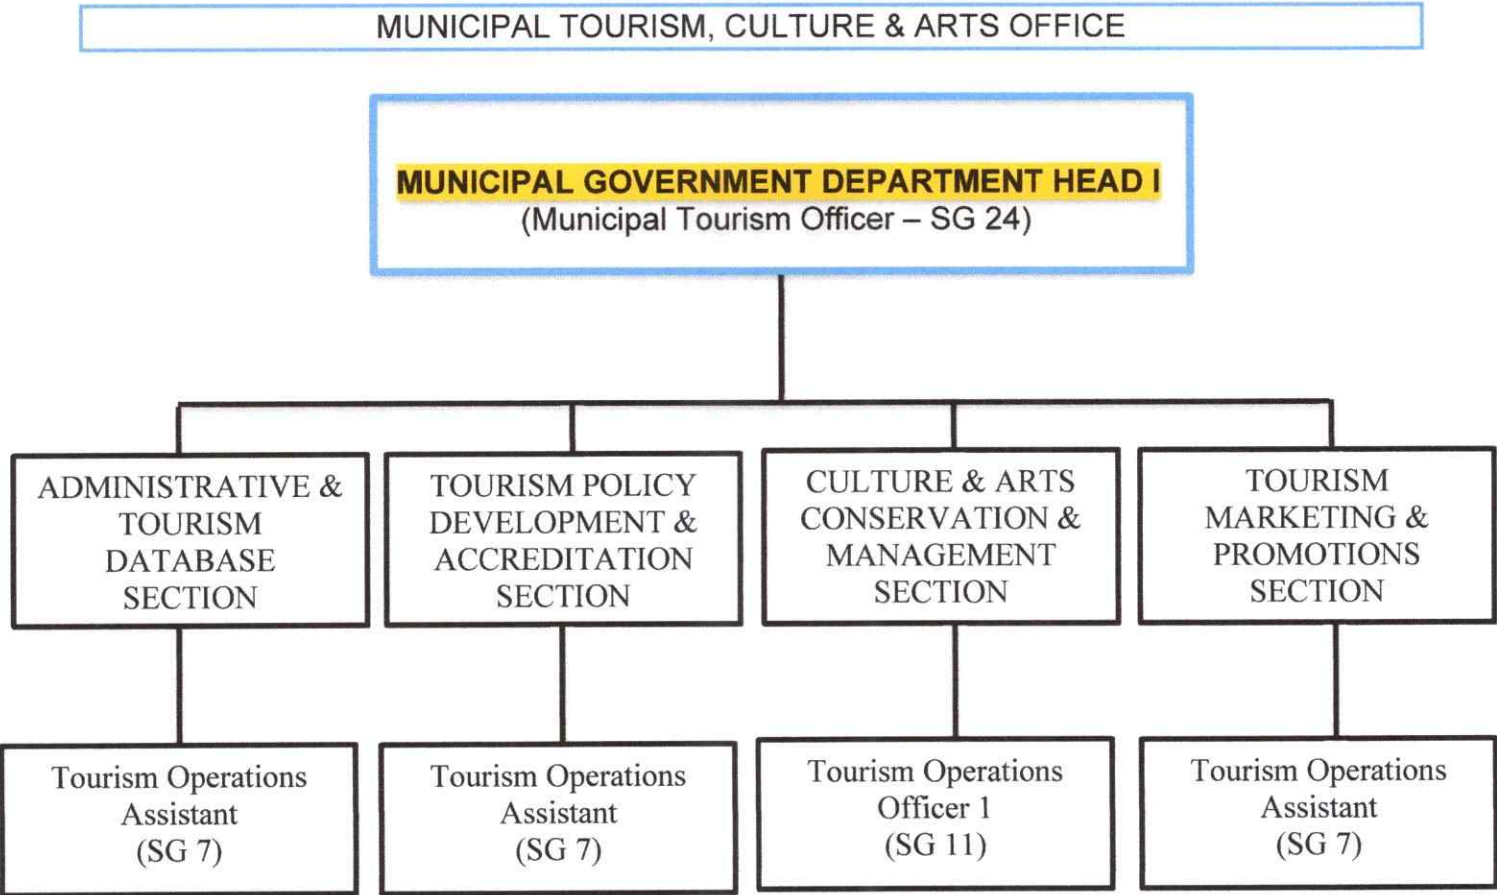 MUNICIPAL TOURISM, CULTURE & ARTS OFFICE
MUNICIPAL GOVERNMENT DEPARTMENT HEAD I
(Municipal Tourism Officer – SG 24)
ADMINISTRATIVE &
TOURISM
DATABASE
SECTION
TOURISM POLICY
DEVELOPMENT &
ACCREDITATION
SECTION
CULTURE & ARTS
CONSERVATION &
MANAGEMENT
SECTION
TOURISM
MARKETING &
PROMOTIONS
SECTION
Tourism Operations
Assistant
(SG 7)
Tourism Operations
Assistant
(SG 7)
Tourism Operations
Officer 1
(SG 11)
Tourism Operations
Assistant
(SG 7)